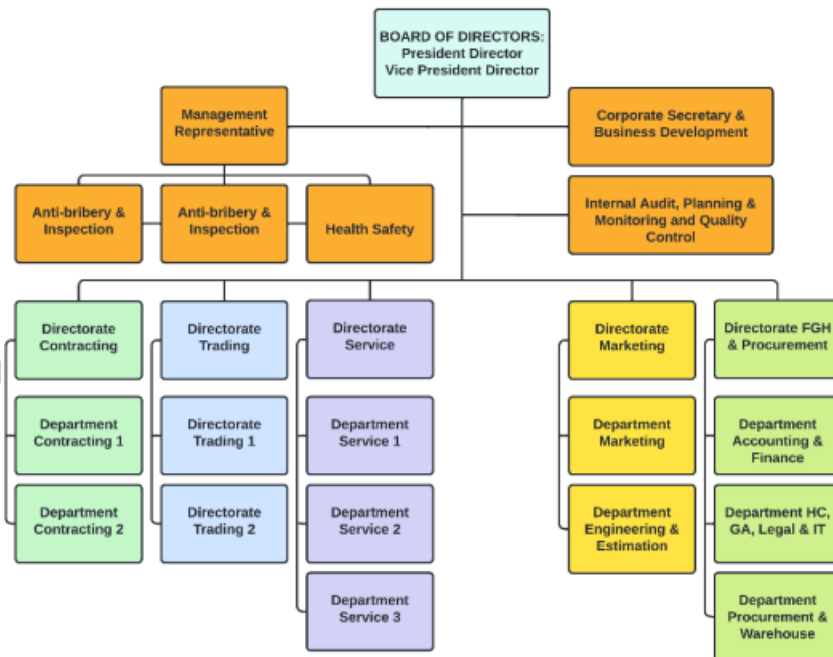 BOARD OF DIRECTORS:
President Director
Vice President Director
Management
Representative
Corporate Secretary &
Business Development
Anti-bribery &
Inspection
Anti-bribery &
Inspection
Health Safety
Internal Audit, Planning &
Monitoring and Quality
Control
Directorate
Contracting
Directorate
Trading
Directorate
Service
Directorate
Marketing
Directorate FGH
& Procurement
Department
Contracting 1
Directorate
Trading 1
Department
Service 1
Department
Marketing
Department
Accounting &
Finance
Department
Contracting 2
Directorate
Trading 2
Department
Service 2
Department
Engineering &
Estimation
Department HC,
GA, Legal & IT
Department
Service 3
Department
Procurement &
Warehouse